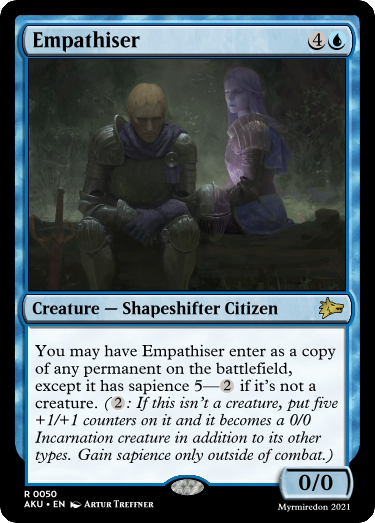 Empathiser 4
Creature — Shapeshifter Citizen
You may have Empathiser enter as a copy
of any permanent on the battlefield,
except it has sapience 5—2 if it's not a
creature. (2: If this isn't a creature, put five
+1/+1 counters on it and it becomes a 0/0
Incarnation creature in addition to its other
types. Gain sapience only outside of combat.)
0/0
R 0050
AKU • EN Artur Treffner
Myrmiredon 2021